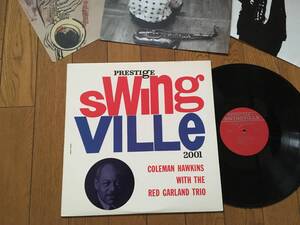 PRESTIGE
SWING
VILLE
2001
COLEMAN HAWKINS
WITH THE
RED GARLAND TRIO